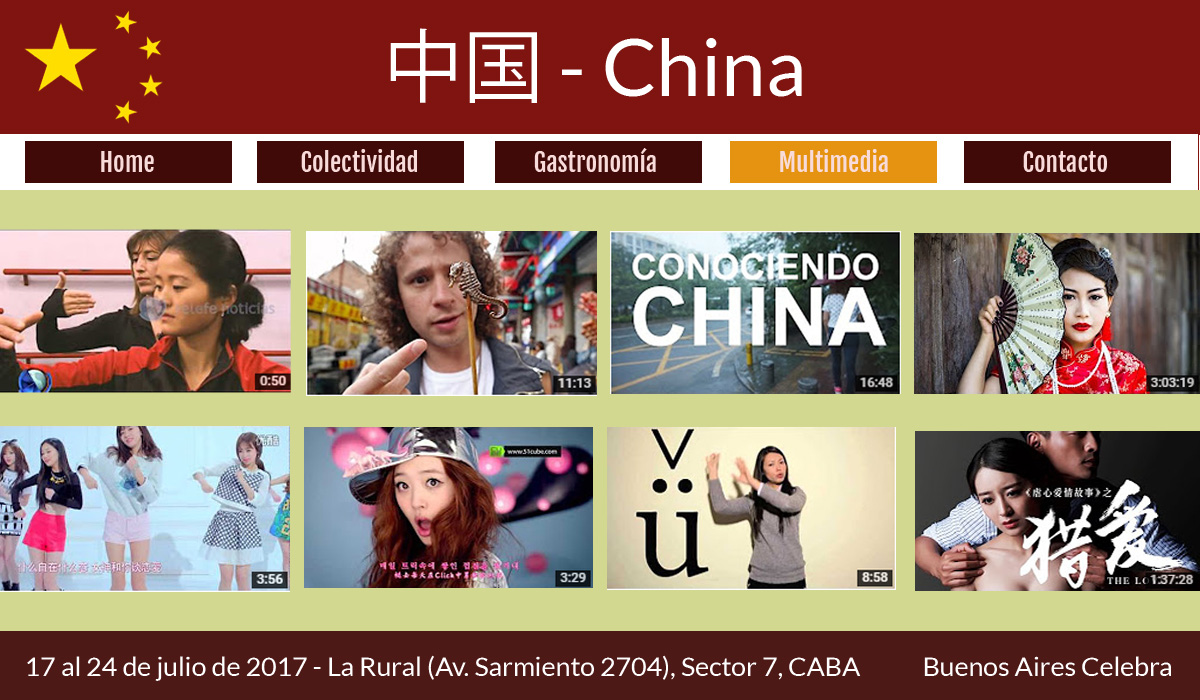 中国 - China
Home
Colectividad
Gastronomía
Multimedia
Contacto
telefe noticias
0:50
11:13
CONOCIENDO
CHINA
16:48
3:03:19
3:56
www.51cube.com
3:29
ǚ
8:58
《虐心爱情故事》之
猎爱
THE LO
1:37:28
17 al 24 de julio de 2017 - La Rural (Av. Sarmiento 2704), Sector 7, CABA
Buenos Aires Celebra